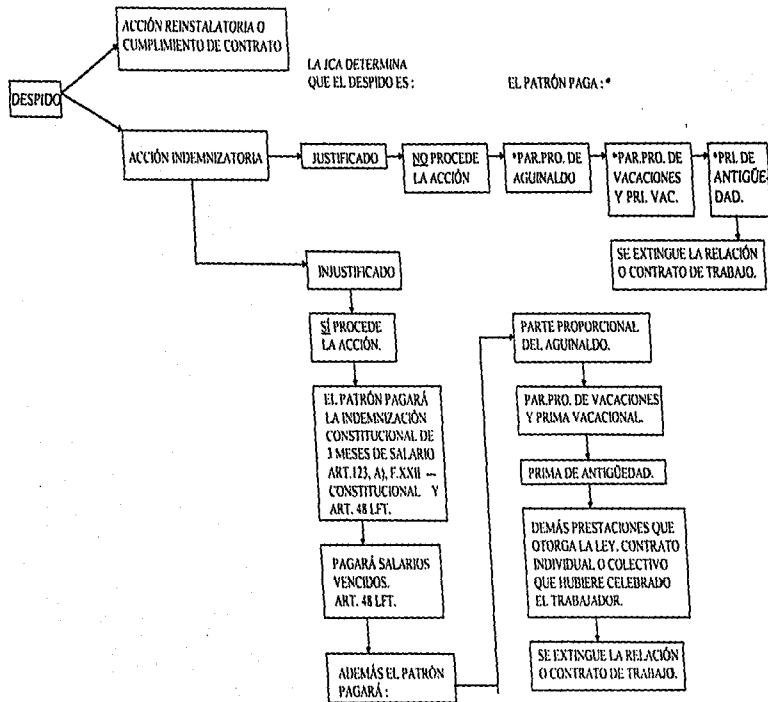 ACCIÓN REINSTALATORIA O
CUMPLIMIENTO DE CONTRATO
LA JCA DETERMINA
QUE EL DESPIDO ES :
EL PATRÓN PAGA : *
DESPIDO
ACCIÓN INDEMNIZATORIA
JUSTIFICADO
NO PROCEDE
LA ACCIÓN
*PAR.PRO. DE
AGUINALDO
*PAR.PRO. DE
VACACIONES
Y PRI. VAC.
*PRI. DE
ANTIGÜE-
DAD.
SE EXTINGUE LA RELACIÓN
O CONTRATO DE TRABAJO.
INJUSTIFICADO
SÍ PROCEDE
LA ACCIÓN.
EL PATRÓN PAGARÁ
LA INDEMNIZACIÓN
CONSTITUCIONAL DE
3 MESES DE SALARIO
ART.123, A), F.XXII --
CONSTITUCIONAL Y
ART. 48 LFT.
PAGARÁ SALARIOS
VENCIDOS.
ART. 48 LFT.
ADEMÁS EL PATRÓN
PAGARÁ :
PARTE PROPORCIONAL
DEL AGUINALDO.
PAR.PRO. DE VACACIONES
Y PRIMA VACACIONAL.
PRIMA DE ANTIGÜEDAD.
DEMÁS PRESTACIONES QUE
OTORGA LA LEY, CONTRATO
INDIVIDUAL O COLECTIVO
QUE HUBIERE CELEBRADO
EL TRABAJADOR.
SE EXTINGUE LA RELACIÓN
O CONTRATO DE TRABAJO.